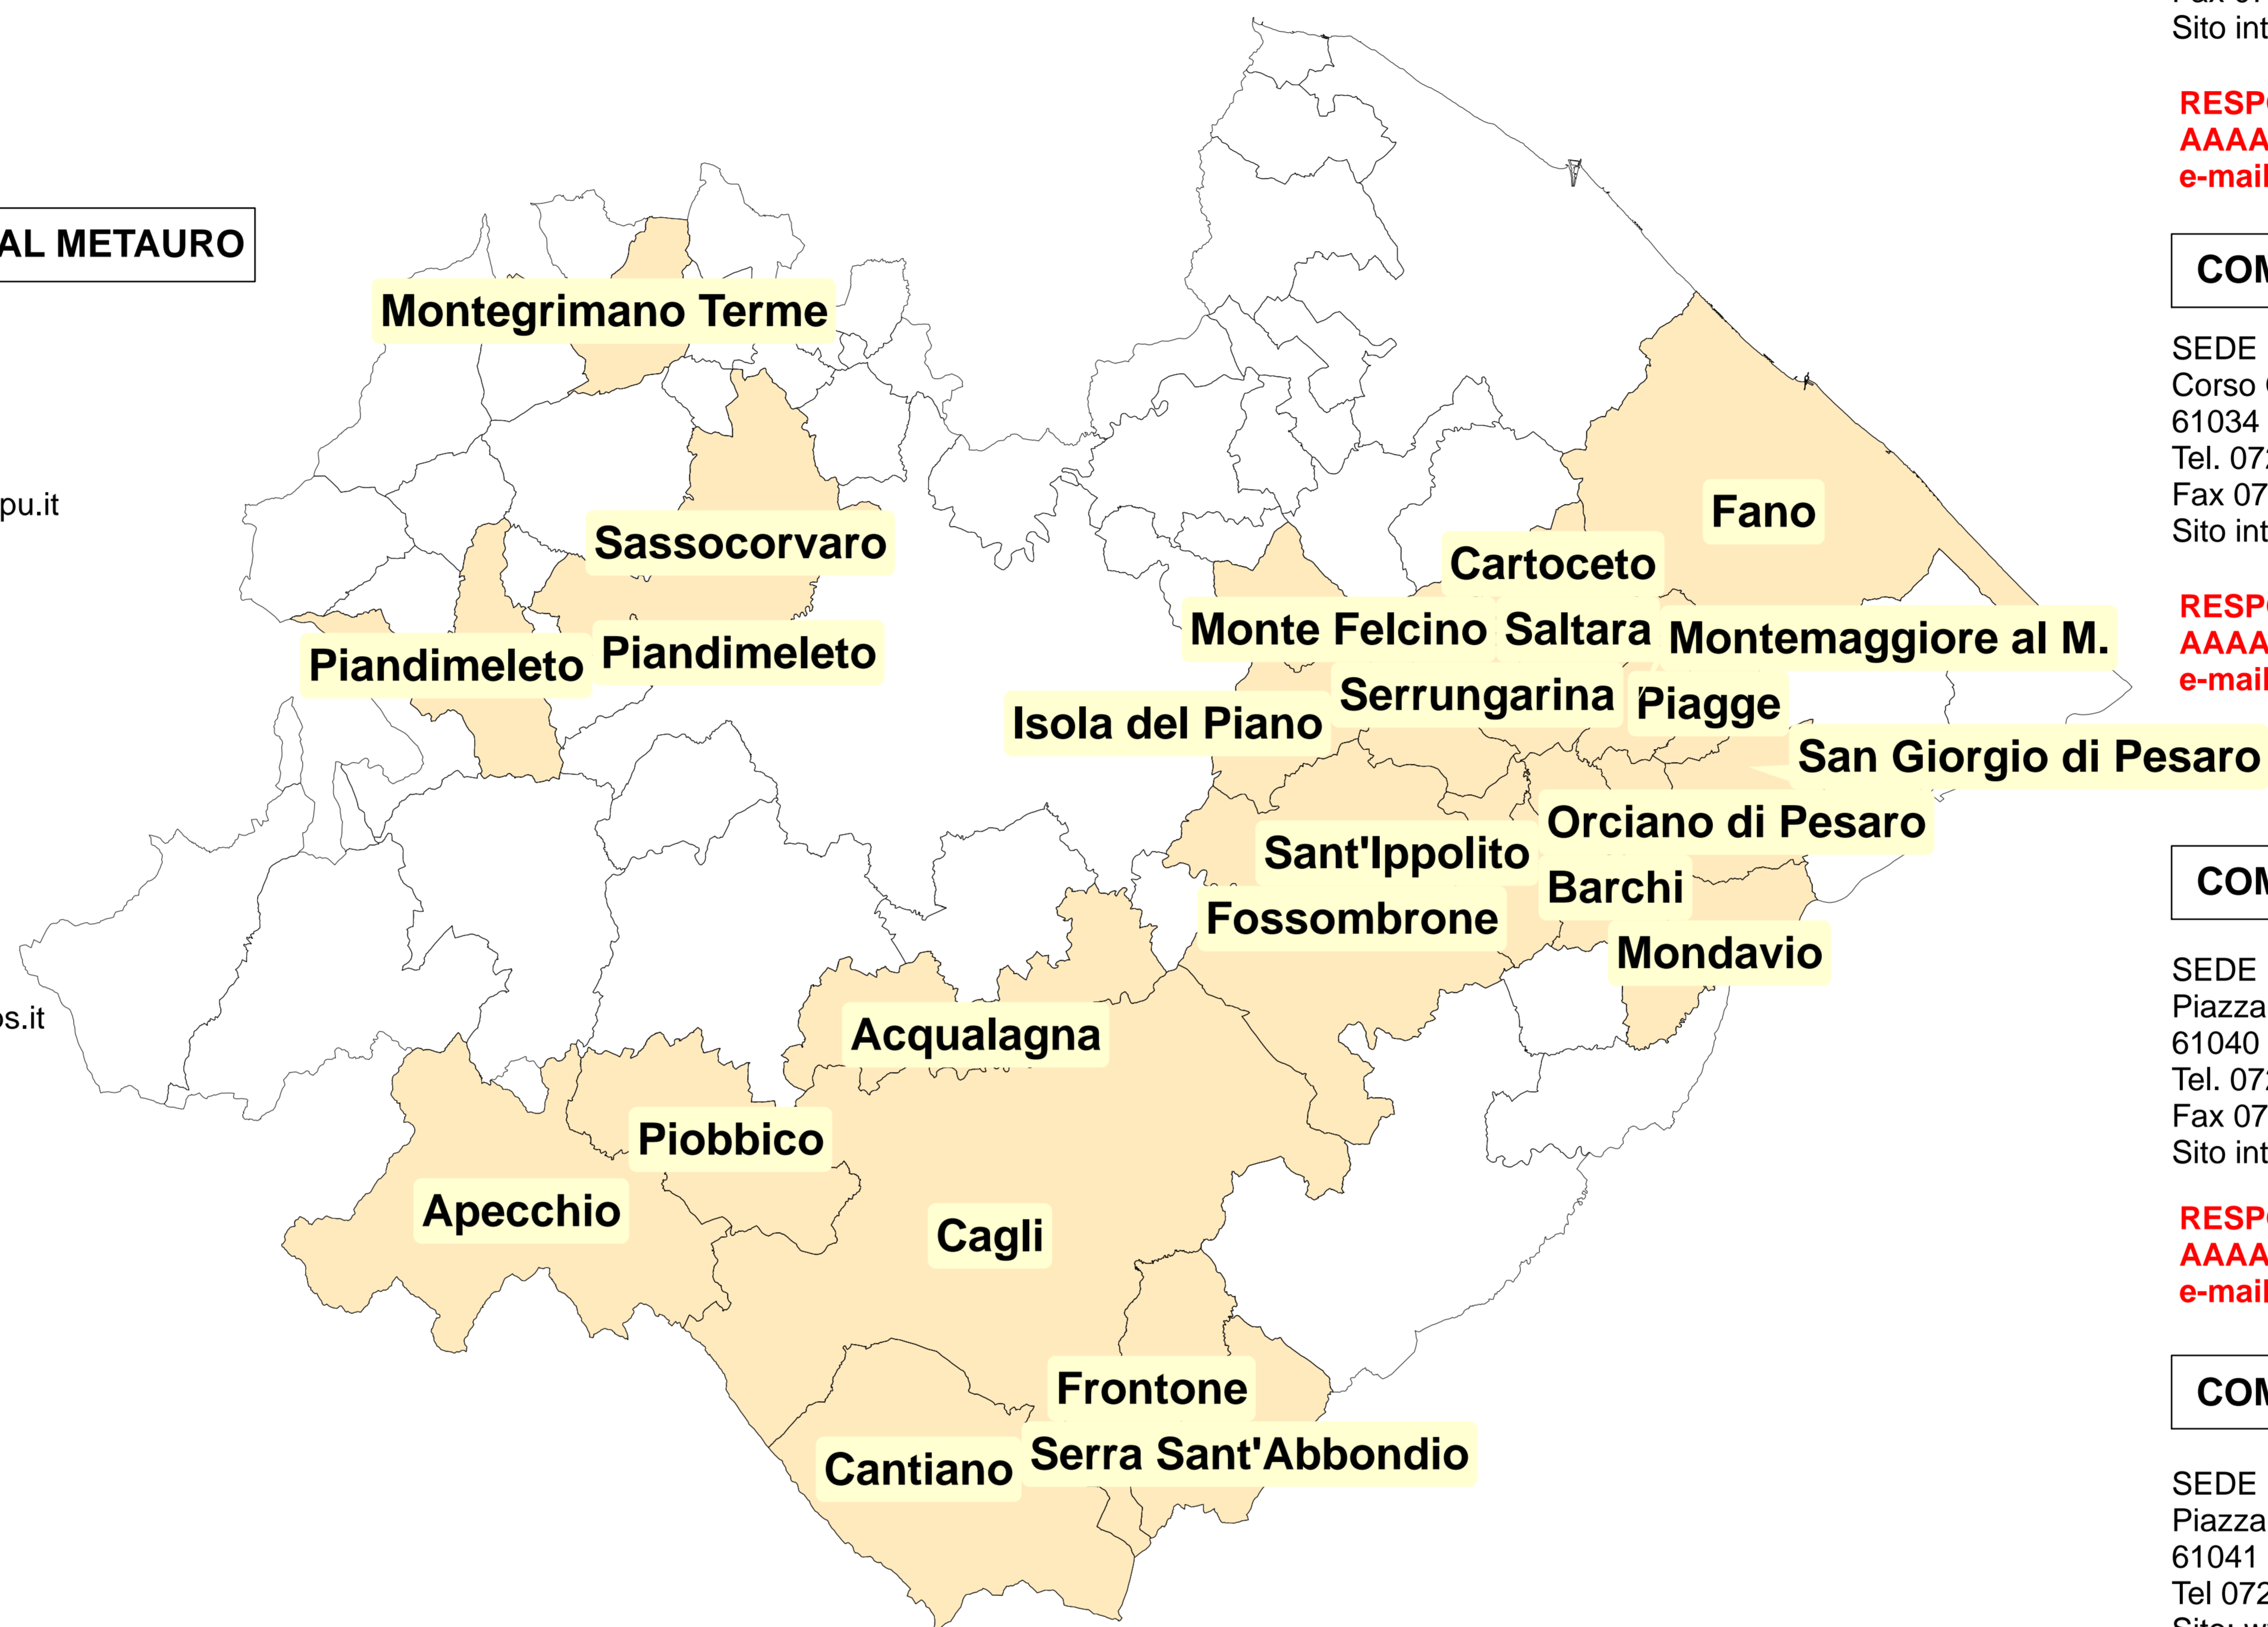 AL METAURO
pu.it
os.it
Montegrimano Terme
Sassocorvaro
Piandimeleto
Piandimeleto
Fano
Cartoceto
Monte Felcino
Saltara
Montemaggiore al M.
Serrungarina
Piagge
Isola del Piano
San Giorgio di Pesaro
Orciano di Pesaro
Sant'Ippolito
Barchi
Fossombrone
Mondavio
Acqualagna
Piobbico
Apecchio
Cagli
Frontone
Serra Sant'Abbondio
Cantiano
Sito int
RESP
AAAA
e-mail
COM
SEDE
Corso
61034
Tel. 072
Fax 07
Sito int
RESP
AAAA
e-mail
COM
SEDE
Piazza
61040
Tel. 072
Fax 07
Sito int
RESP
AAAA
e-mail
COM
SEDE
Piazza
61041
Tel 072